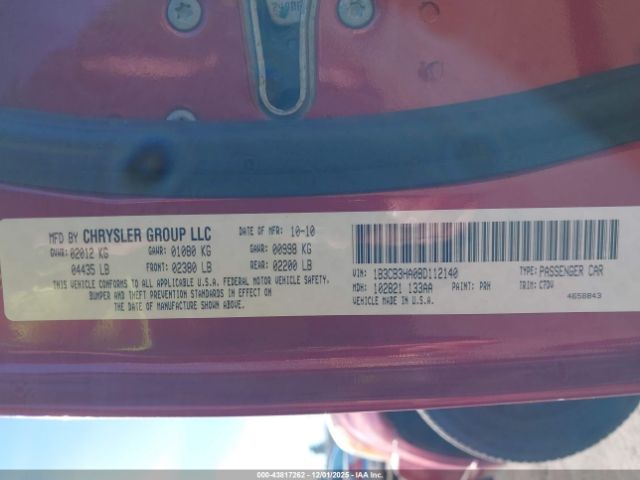 MFD BY CHRYSLER GROUP LLC DATE OF MFR: 10-10
GVWR: 02012 KG GAWR: 01080 KG GAWR: 00998 KG
04435 LB FRONT: 02380 LB REAR: 02200 LB
THIS VEHICLE CONFORMS TO ALL APPLICABLE U.S.A. FEDERAL MOTOR VEHICLE SAFETY,
BUMPER AND THEFT PREVENTION STANDARDS IN EFFECT ON
THE DATE OF MANUFACTURE SHOWN ABOVE.
VIN: 1B3CB3HA0BD112140 TYPE: PASSENGER CAR
MDH: 102821 133AA PAINT: PRH TRIM: C7DV
VEHICLE MADE IN U.S.A. 4658843
000-43817262 12/01/2025 IAA Inc.